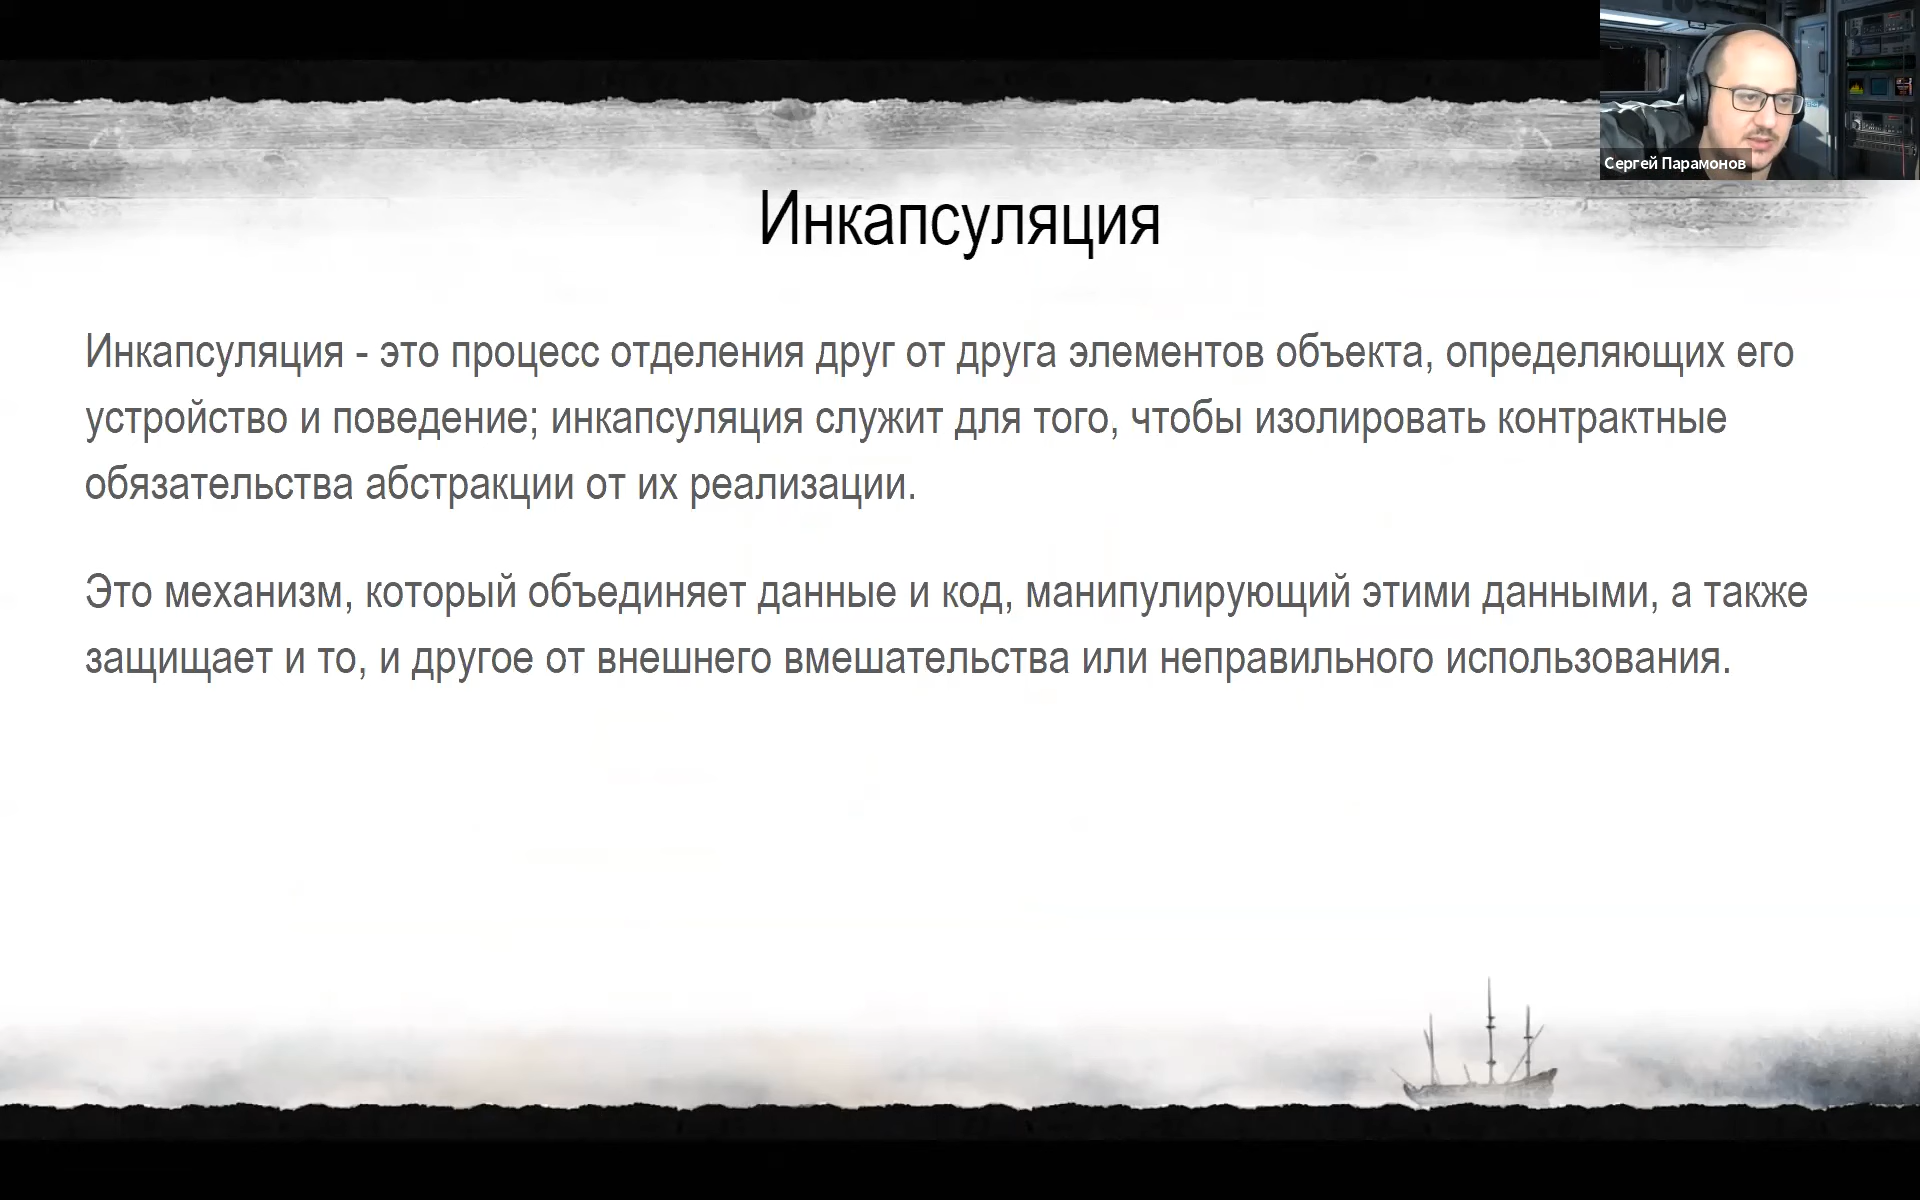 Сергей Парамонов
Инкапсуляция
Инкапсуляция - это процесс отделения друг от друга элементов объекта, определяющих его
устройство и поведение; инкапсуляция служит для того, чтобы изолировать контрактные
обязательства абстракции от их реализации.
Это механизм, который объединяет данные и код, манипулирующий этими данными, а также
защищает и то, и другое от внешнего вмешательства или неправильного использования.